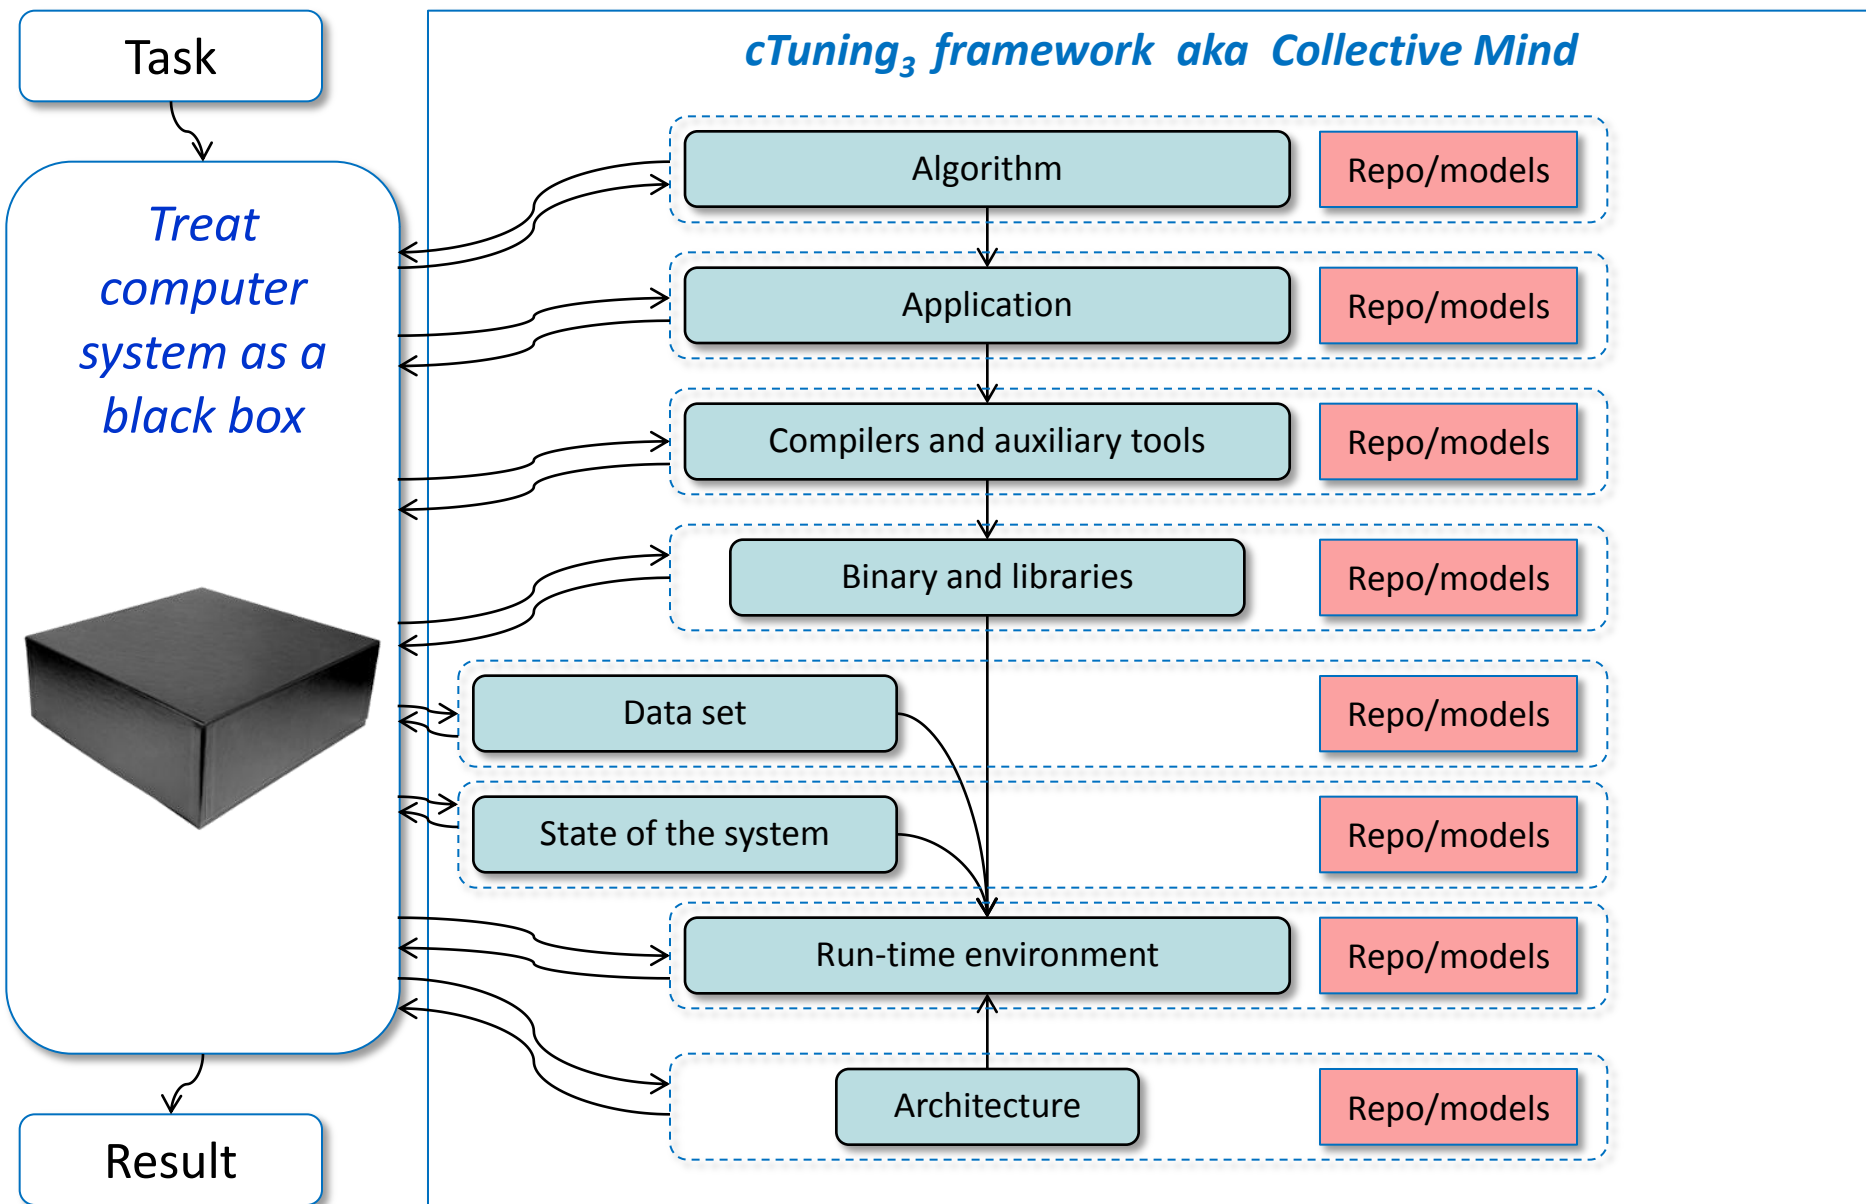 Task
cTuning3 framework aka Collective Mind
Treat
computer
system as a
black box
Algorithm
Repo/models
Application
Repo/models
Compilers and auxiliary tools
Repo/models
Binary and libraries
Repo/models
Data set
Repo/models
State of the system
Repo/models
Run-time environment
Repo/models
Architecture
Repo/models
Result